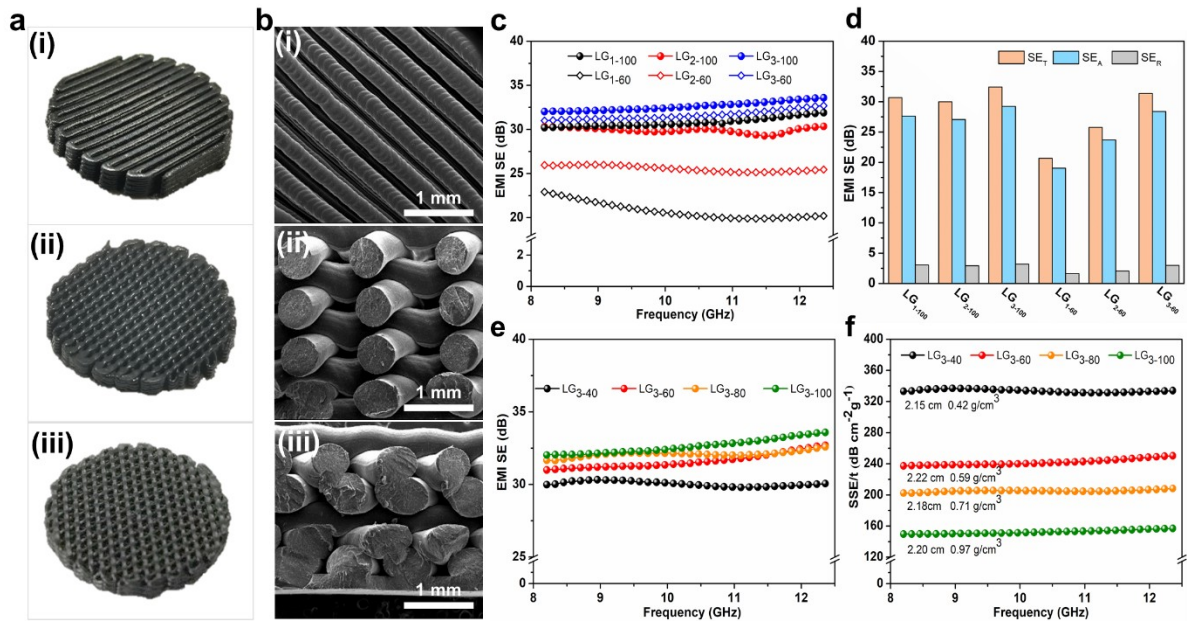 a
(i)
(ii)
(iii)
b
(i)
1 mm
(ii)
1 mm
(iii)
1 mm
c
40
35
30
25
20
2
0
EMI SE (dB)
LG1-100
LG2-100
LG3-100
LG1-60
LG2-60
LG3-60
8
9
10
11
12
Frequency (GHz)
d
35
30
25
20
15
10
5
0
EMI SE (dB)
SET
SEA
SER
LG1-100
LG2-100
LG3-100
LG1-60
LG2-60
LG3-60
e
40
35
30
25
0
EMI SE (dB)
LG3-40
LG3-60
LG3-80
LG3-100
8
9
10
11
12
Frequency (GHz)
f
400
360
320
280
240
200
160
120
0
SSE/t (dB cm-2g-1)
LG3-40
LG3-60
LG3-80
LG3-100
2.15 cm 0.42 g/cm3
2.22 cm 0.59 g/cm3
2.18cm 0.71 g/cm3
2.20 cm 0.97 g/cm3
8
9
10
11
12
Frequency (GHz)